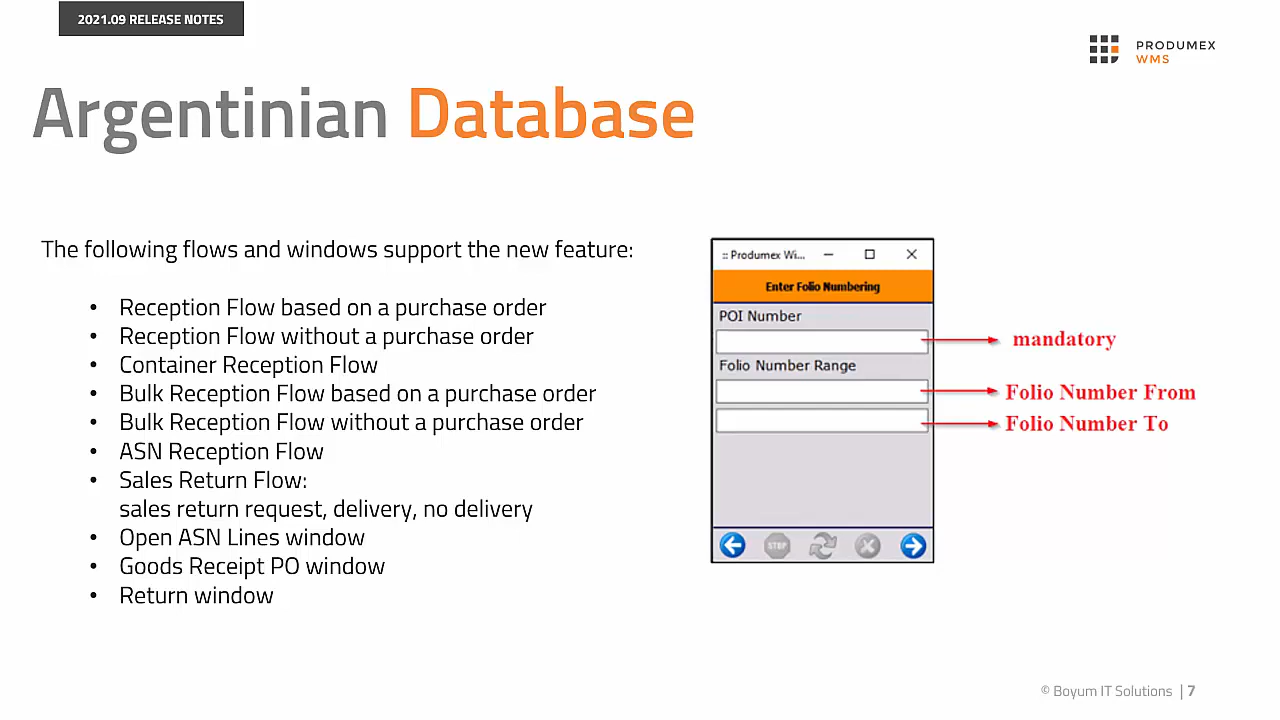 2021.09 RELEASE NOTES
PRODUMEX
WMS
Argentinian Database
The following flows and windows support the new feature:
• Reception Flow based on a purchase order
• Reception Flow without a purchase order
• Container Reception Flow
• Bulk Reception Flow based on a purchase order
• Bulk Reception Flow without a purchase order
• ASN Reception Flow
• Sales Return Flow:
sales return request, delivery, no delivery
• Open ASN Lines window
• Goods Receipt PO window
• Return window
:: Produmex Wi...
Enter Folio Numbering
POI Number
mandatory
Folio Number Range
Folio Number From
Folio Number To
STOP
© Boyum IT Solutions | 7